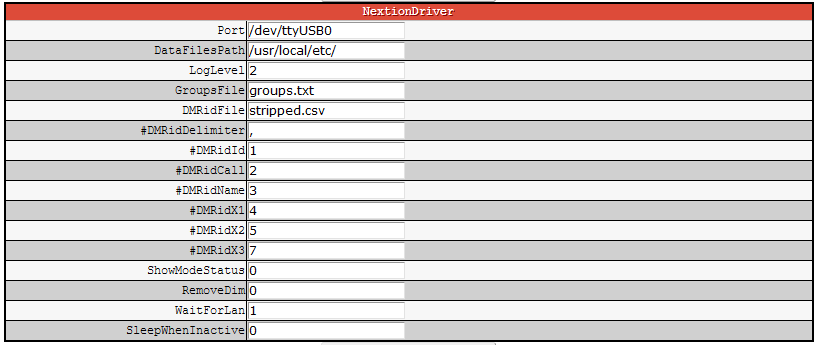 NextionDriver
Port /dev/ttyUSB0
DataFilesPath /usr/local/etc/
LogLevel 2
GroupsFile groups.txt
DMRidFile stripped.csv
#DMRidDelimiter ,
#DMRidId 1
#DMRidCall 2
#DMRidName 3
#DMRidX1 4
#DMRidX2 5
#DMRidX3 7
ShowModeStatus 0
RemoveDim 0
WaitForLan 1
SleepWhenInactive 0